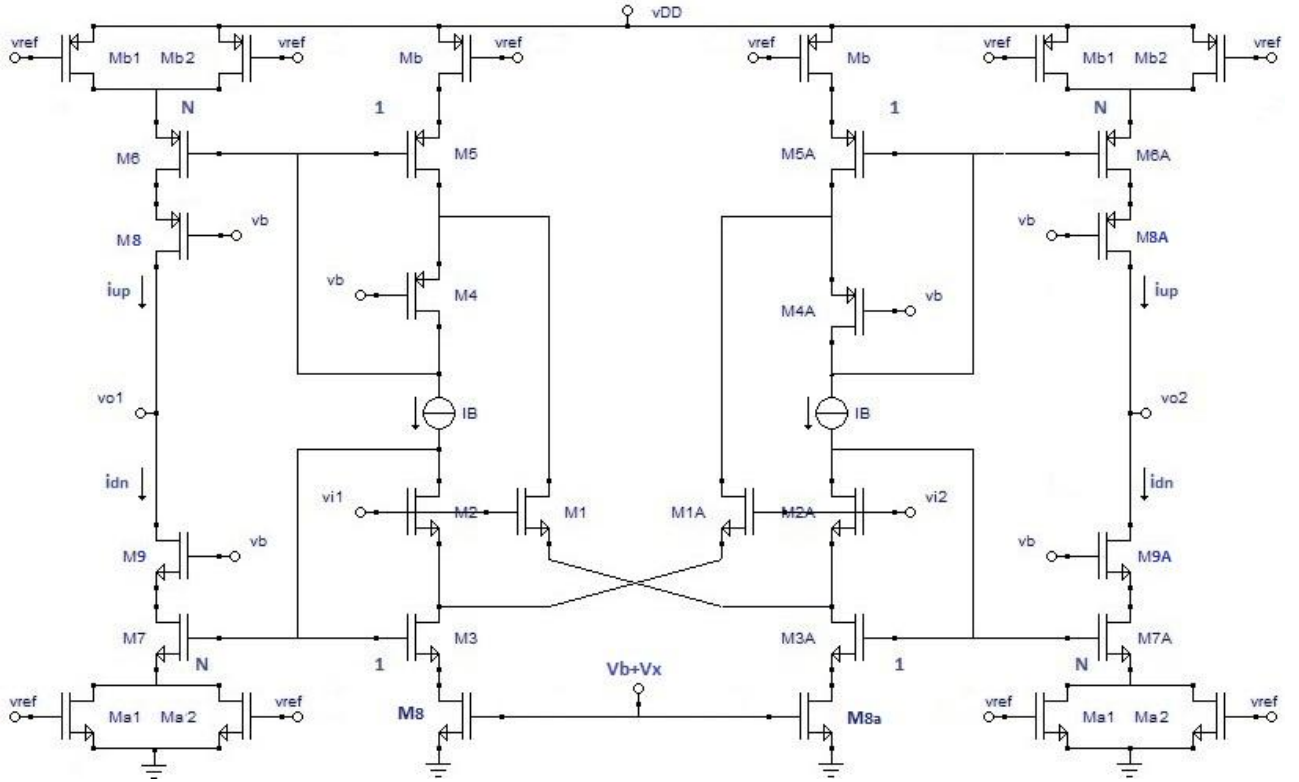 vDD
vref Mb1 Mb2 vref Mb vref vref Mb vref Mb1 Mb2 vref
N 1 1 N
M6 M5 M5A M6A
M8 vb vb M8A
iup vb M4 M4A vb iup
vo1 IB IB vo2
idn vi1 M2 M1 M1A M2A vi2 idn
M9 vb vb M9A
M7 M3 M3A M7A
N 1 Vb+Vx 1 N
vref Ma1 Ma2 vref M8 M8a vref Ma1 Ma2 vref